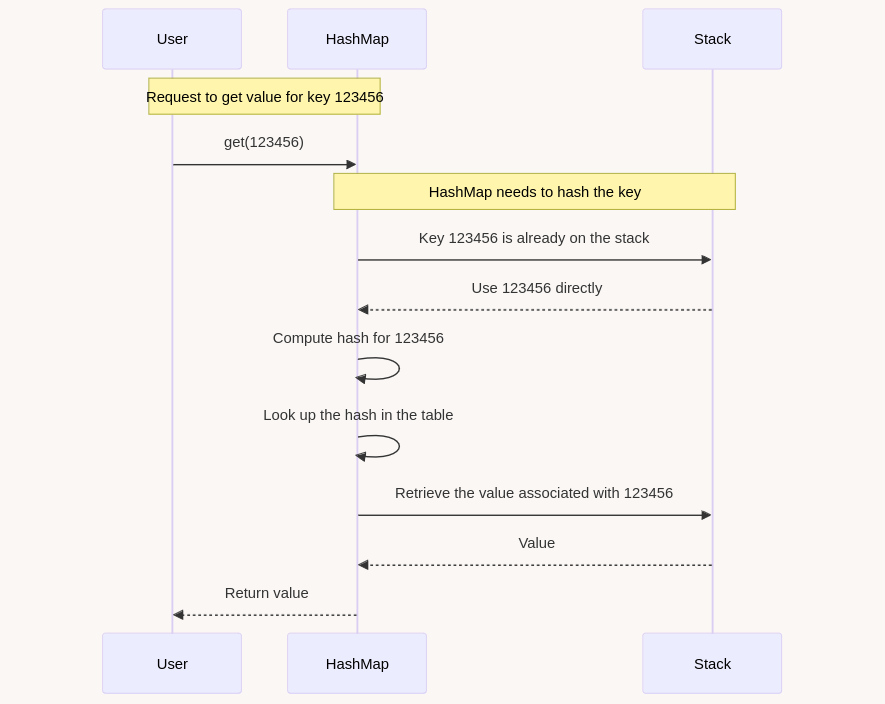 User
HashMap
Stack
Request to get value for key 123456
get(123456)
HashMap needs to hash the key
Key 123456 is already on the stack
Use 123456 directly
Compute hash for 123456
Look up the hash in the table
Retrieve the value associated with 123456
Value
Return value
User
HashMap
Stack